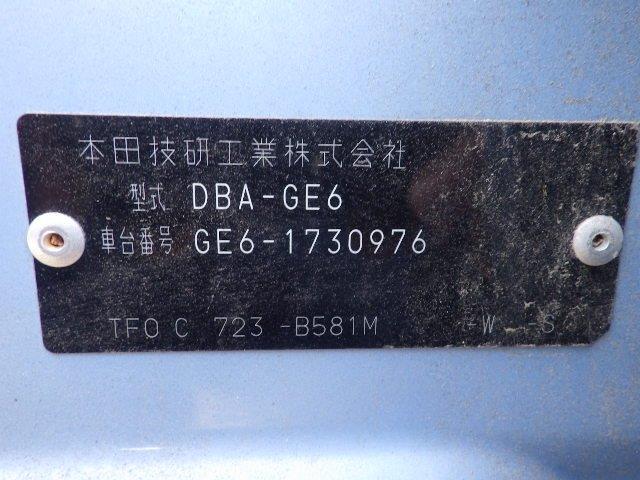 本田技研工業株式会社
型式 DBA-GE6
車台番号 GE6-1730976
TF0 C 723 -B581M -W -S